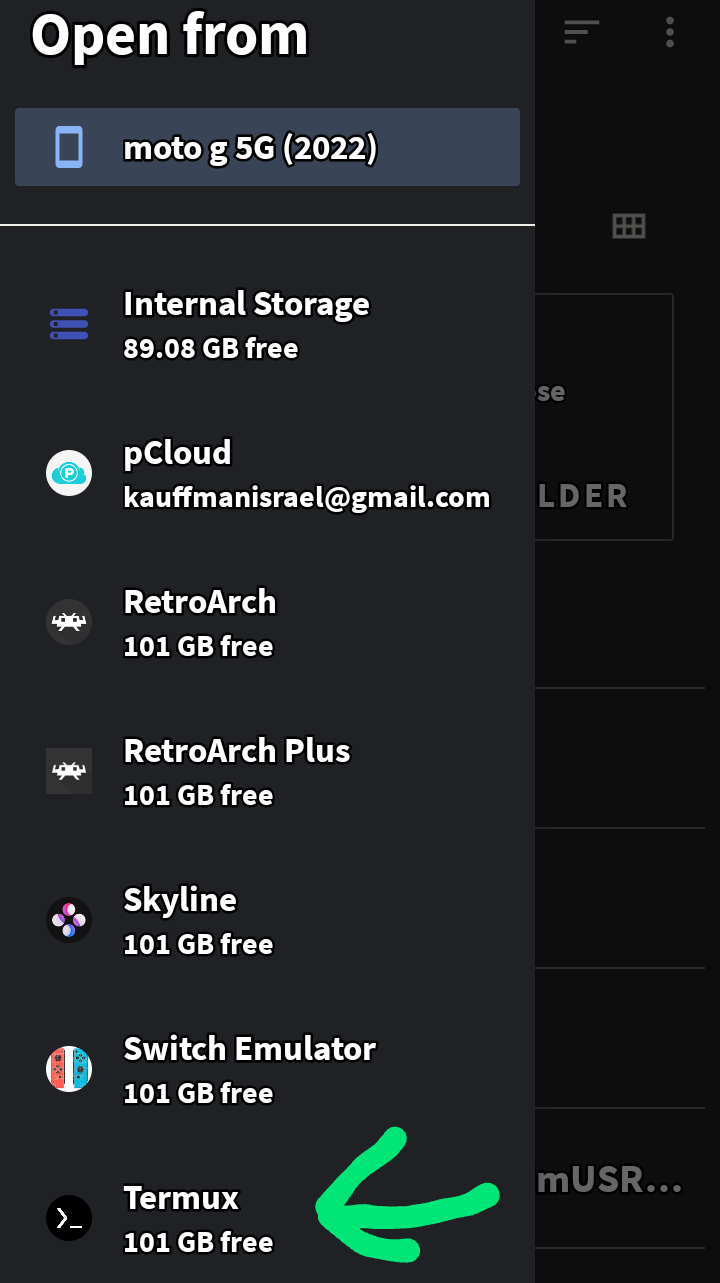 Open from
moto g 5G (2022)
Internal Storage
89.08 GB free
pCloud
kauffmanisrael@gmail.com
RetroArch
101 GB free
RetroArch Plus
101 GB free
Skyline
101 GB free
Switch Emulator
101 GB free
Termux
101 GB free
se
LDER
mUSR...